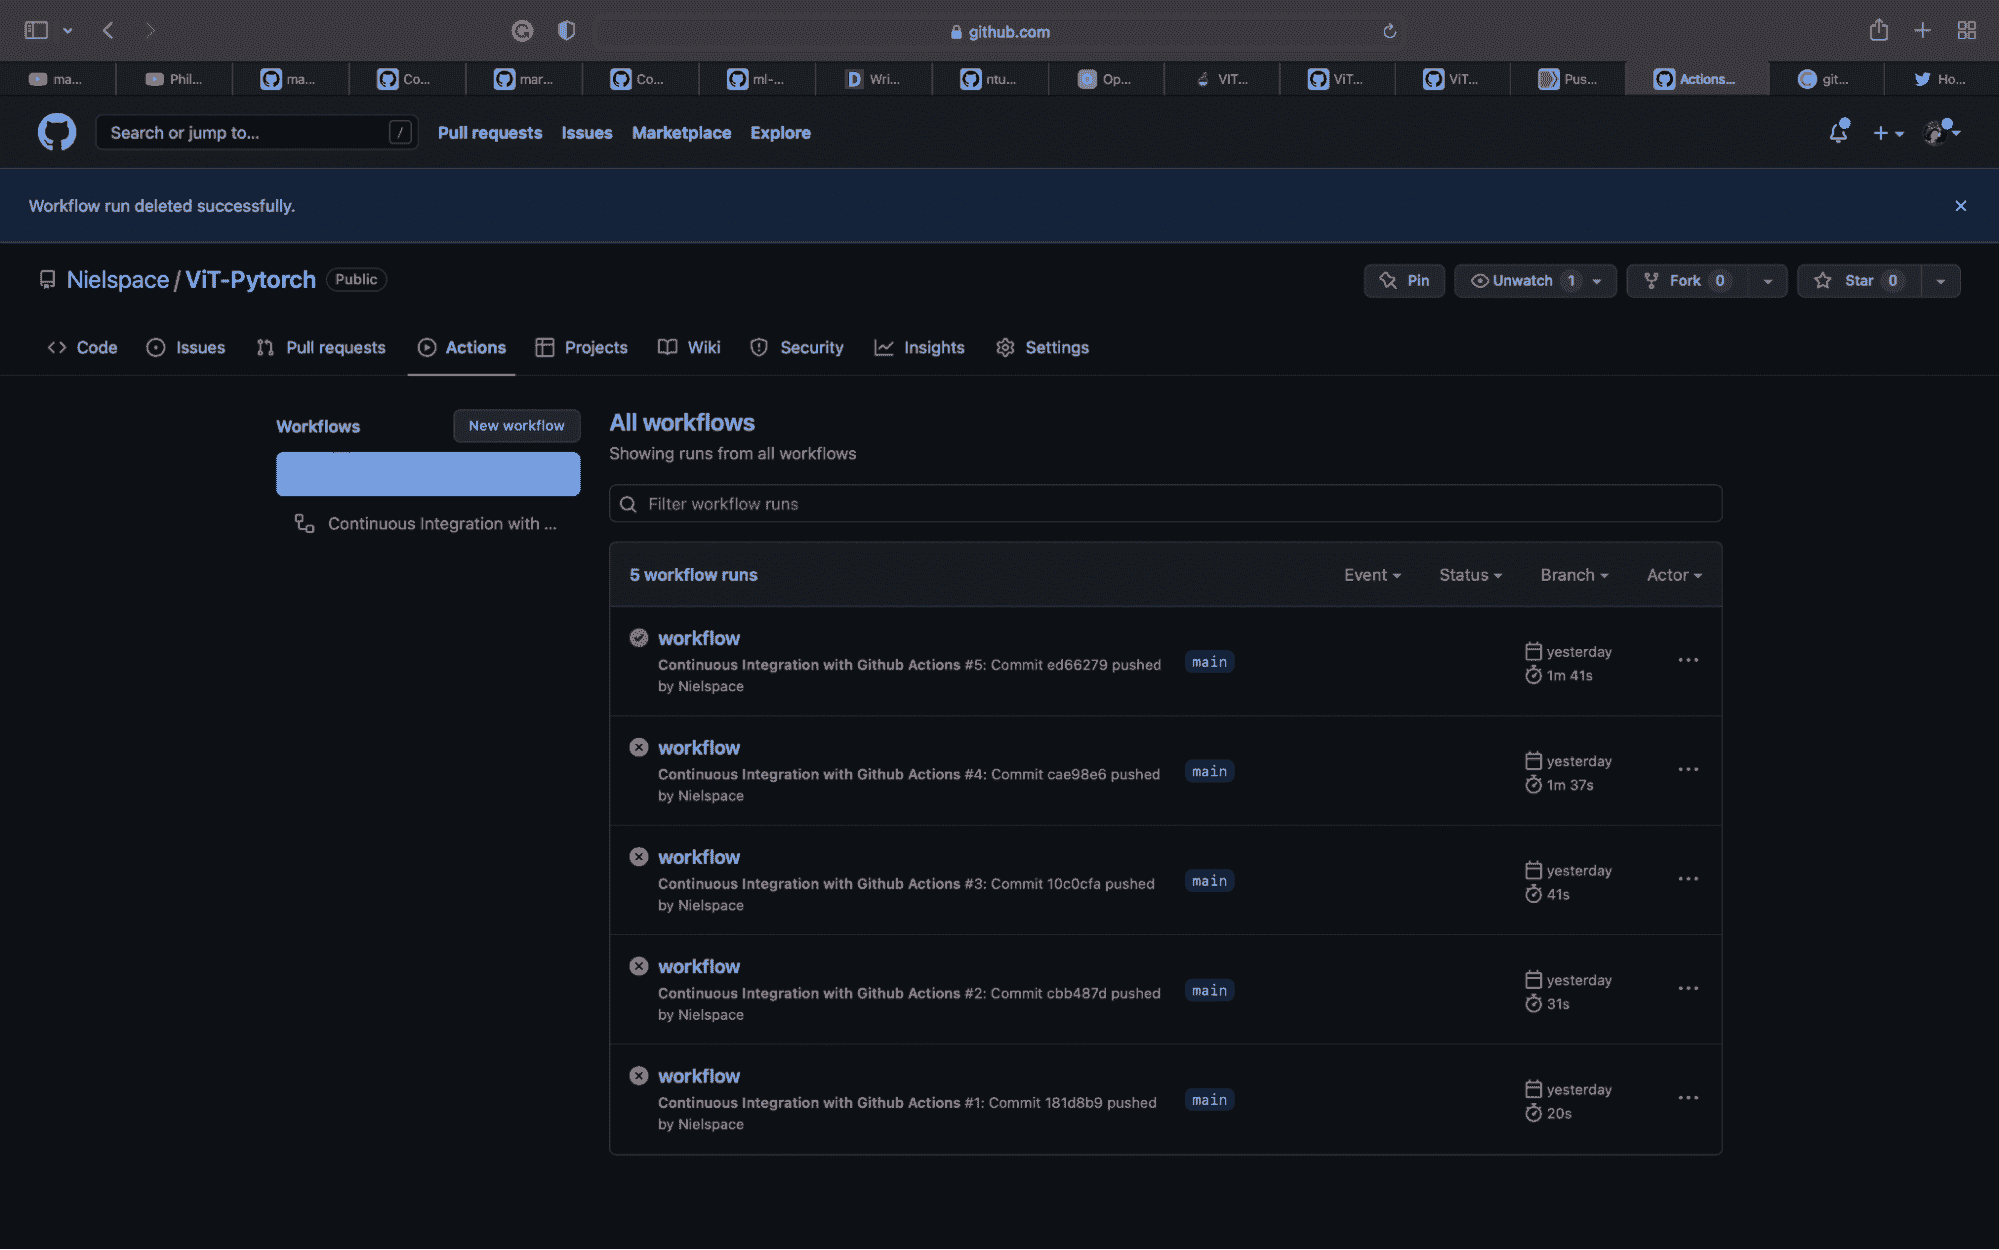 github.com
ma...
Phil...
ma...
Co...
mar...
Co...
ml-...
Wri...
ntu...
Op...
VIT...
ViT...
ViT...
Pus...
Actions...
git...
Ho...
Search or jump to...
/
Pull requests
Issues
Marketplace
Explore
Workflow run deleted successfully.
Nielspace / ViT-Pytorch
Public
Pin
Unwatch 1
Fork 0
Star 0
Code
Issues
Pull requests
Actions
Projects
Wiki
Security
Insights
Settings
Workflows
New workflow
Continuous Integration with ...
All workflows
Showing runs from all workflows
Filter workflow runs
5 workflow runs
Event
Status
Branch
Actor
workflow
Continuous Integration with Github Actions #5: Commit ed66279 pushed
by Nielspace
main
yesterday
1m 41s
workflow
Continuous Integration with Github Actions #4: Commit cae98e6 pushed
by Nielspace
main
yesterday
1m 37s
workflow
Continuous Integration with Github Actions #3: Commit 10c0cfa pushed
by Nielspace
main
yesterday
41s
workflow
Continuous Integration with Github Actions #2: Commit cbb487d pushed
by Nielspace
main
yesterday
31s
workflow
Continuous Integration with Github Actions #1: Commit 181d8b9 pushed
by Nielspace
main
yesterday
20s